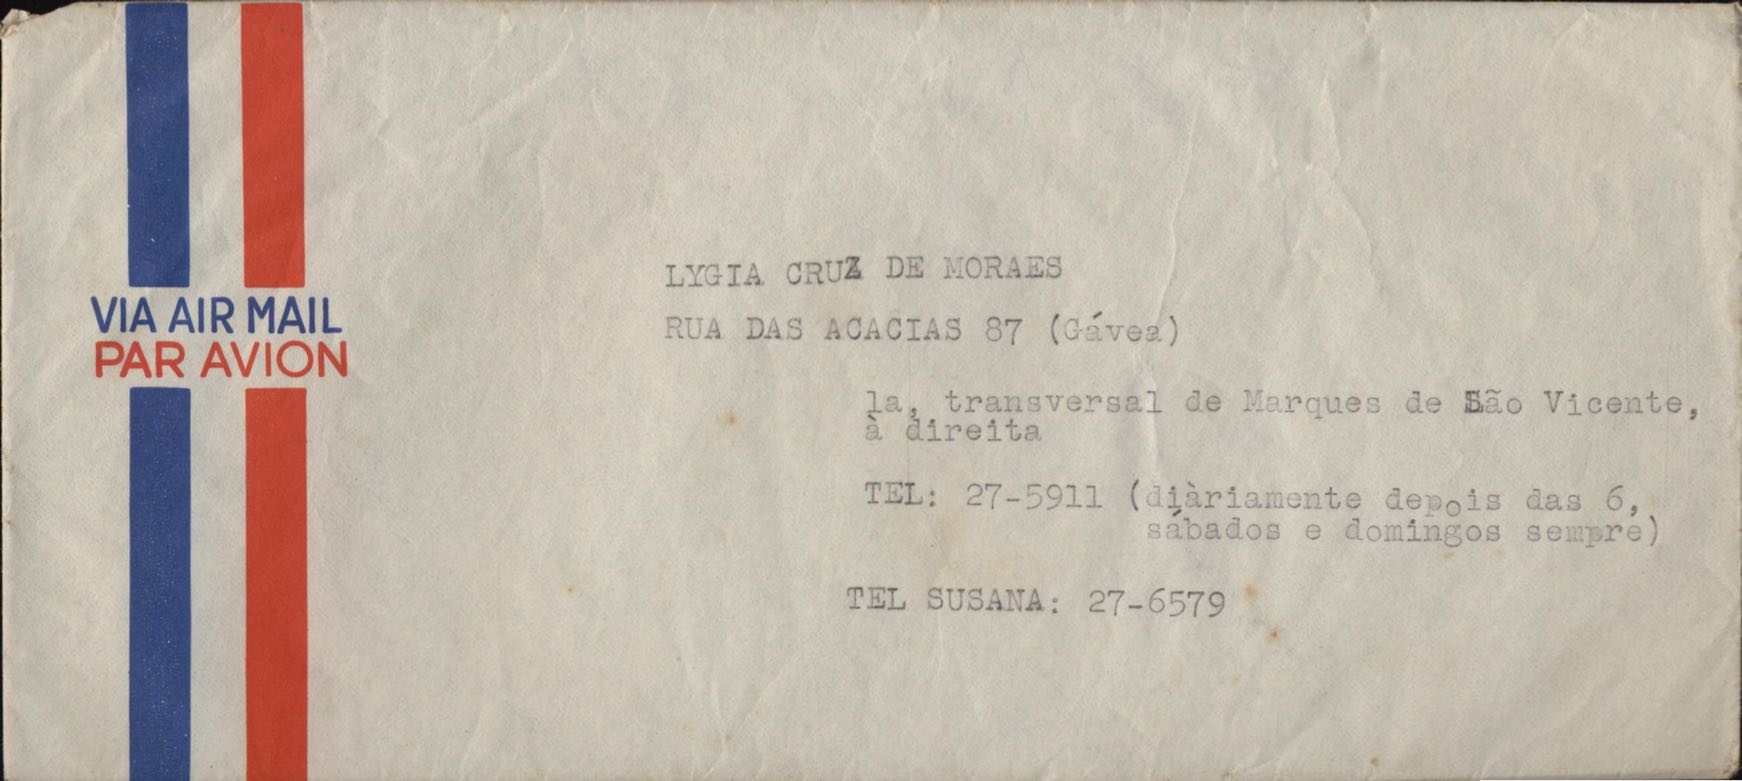 VIA AIR MAIL
PAR AVION
LYGIA CRUZ DE MORAES
RUA DAS ACACIAS 87 (Gávea)
la, transversal de Marques de São Vicente,
à direita
TEL: 27-5911 (diàriamente depois das 6,
sábados e domingos sempre)
TEL SUSANA: 27-6579